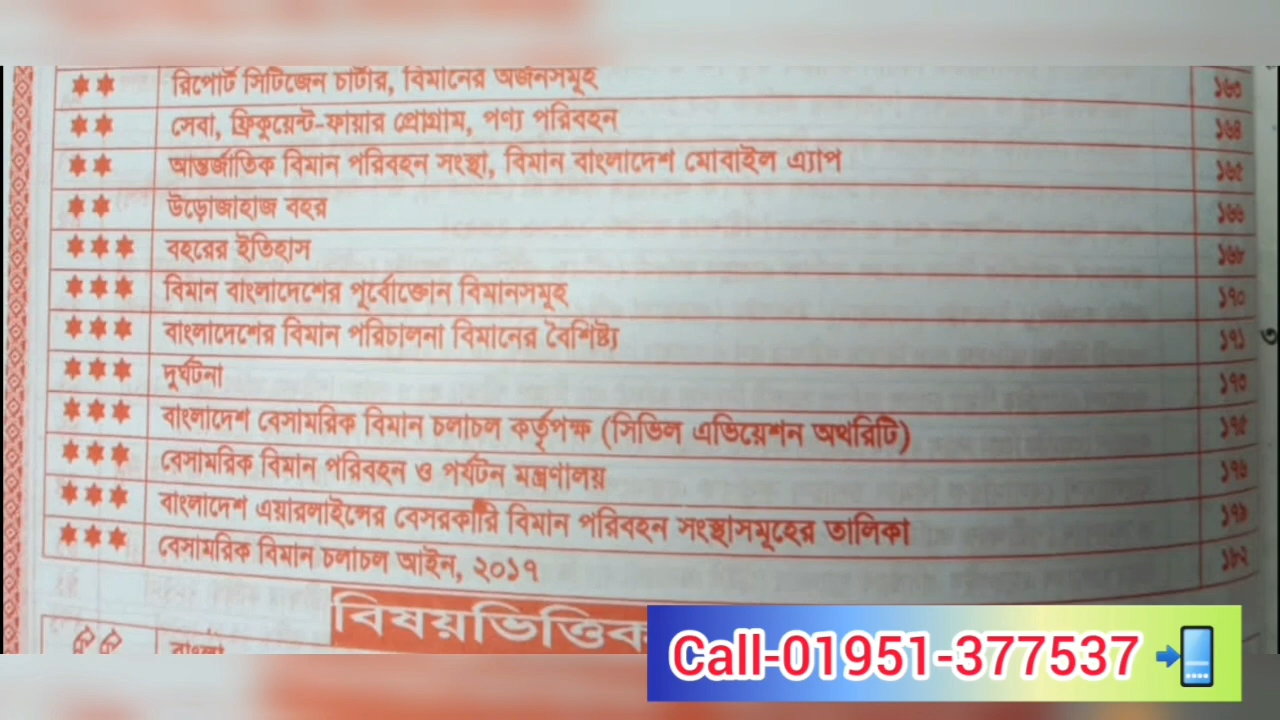 রিপোর্ট সিটিজেন চার্টার, বিমানের অর্জনসমূহ ১৬৩
সেবা, ফ্রিকুয়েন্ট-ফায়ার প্রোগ্রাম, পণ্য পরিবহন ১৬৪
আন্তর্জাতিক বিমান পরিবহন সংস্থা, বিমান বাংলাদেশ মোবাইল এ্যাপ ১৬৫
উড়োজাহাজ বহর ১৬৬
বহরের ইতিহাস ১৬৮
বিমান বাংলাদেশের পূর্বোক্তোন বিমানসমূহ ১৭০
বাংলাদেশের বিমান পরিচালনা বিমানের বৈশিষ্ট্য ১৭১
৩
দুর্ঘটনা ১৭৩
বাংলাদেশ বেসামরিক বিমান চলাচল কর্তৃপক্ষ (সিভিল এভিয়েশন অথরিটি) ১৭৫
বেসামরিক বিমান পরিবহন ও পর্যটন মন্ত্রণালয় ১৭৬
বাংলাদেশ এয়ারলাইন্সের বেসরকারি বিমান পরিবহন সংস্থাসমূহের তালিকা ১৭৯
বেসামরিক বিমান চলাচল আইন, ২০১৭ ১৮২
বিষয়ভিত্তিক
বাংলা
Call-01951-377537